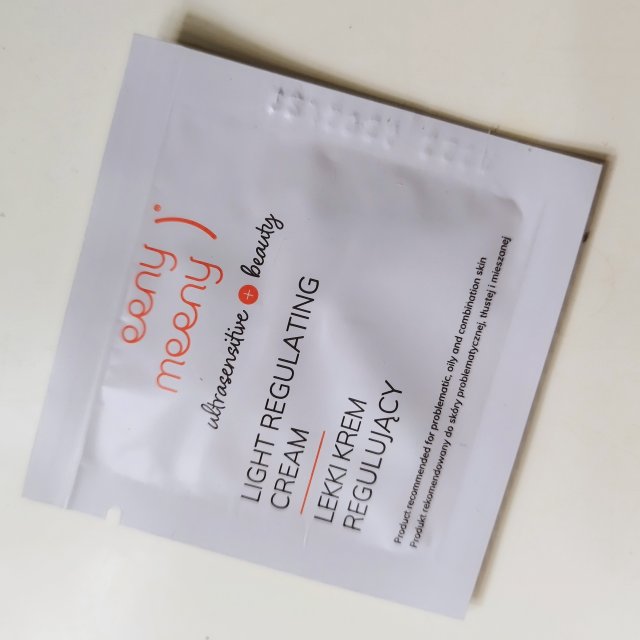 eeny
meeny
ultrasensitive + beauty
LIGHT REGULATING
CREAM
LEKKI KREM
REGULUJĄCY
Product recommended for problematic, oily and combination skin
Produkt rekomendowany do skóry problematycznej, tłustej i mieszanej